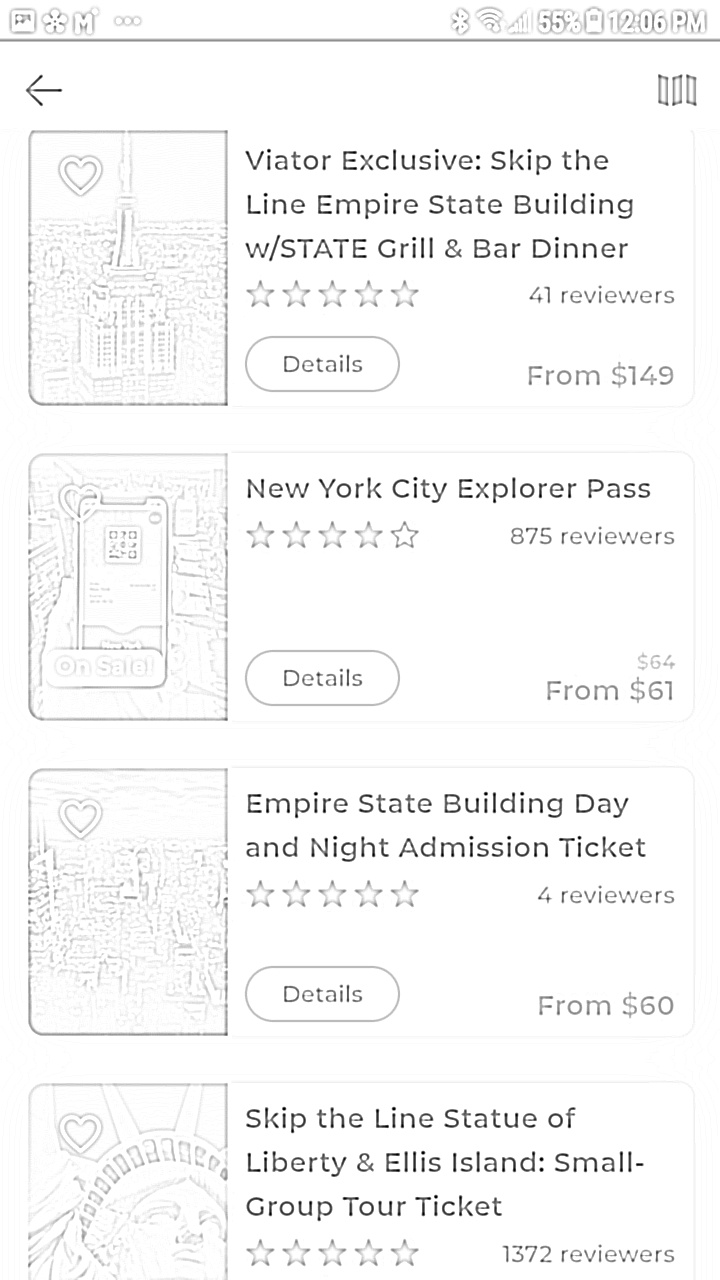 55% 12:06 PM
Viator Exclusive: Skip the
Line Empire State Building
w/STATE Grill & Bar Dinner
41 reviewers
Details
From $149
New York City Explorer Pass
875 reviewers
On Sale!
$64
Details
From $61
Empire State Building Day
and Night Admission Ticket
4 reviewers
Details
From $60
Skip the Line Statue of
Liberty & Ellis Island: Small-
Group Tour Ticket
1372 reviewers